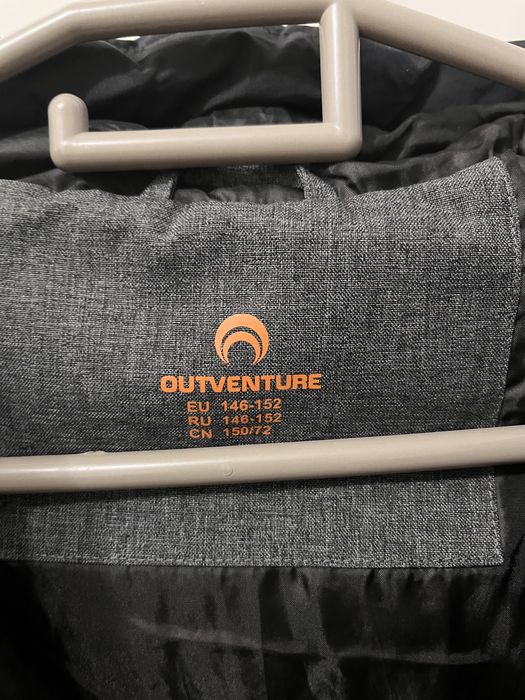 OUTVENTURE
EU 146-152
RU 146-152
CN 150/72